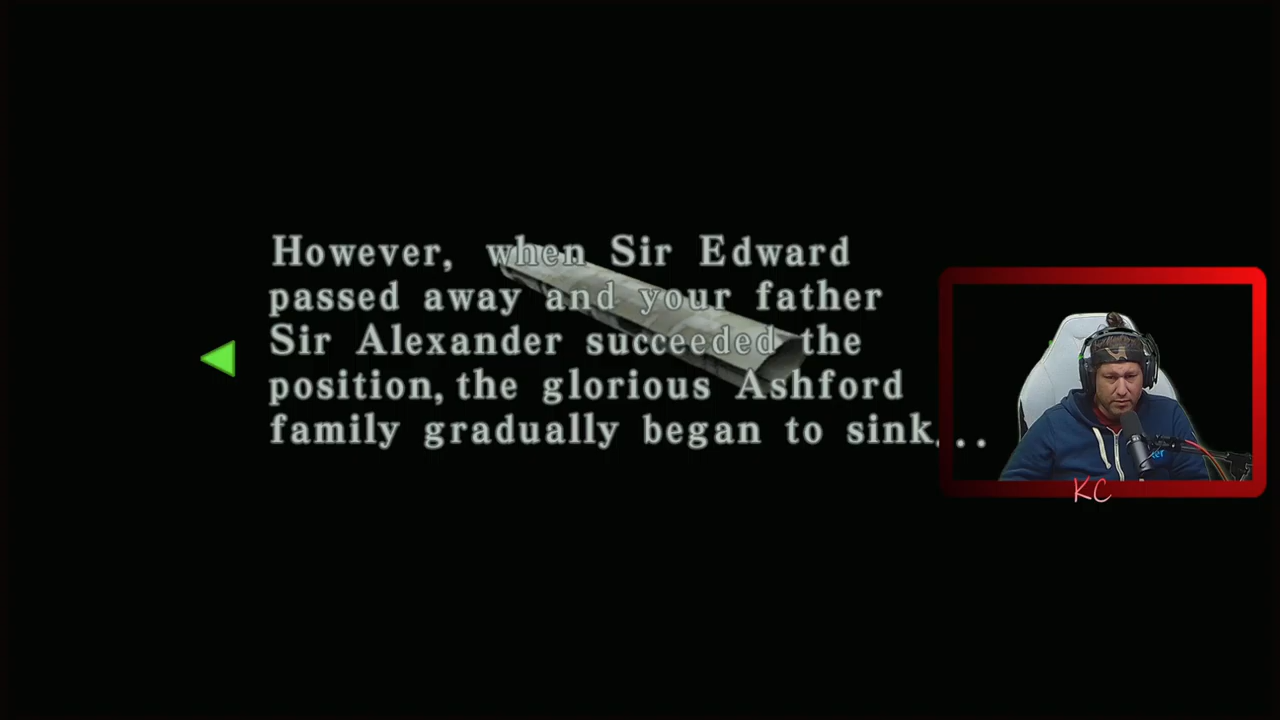 However, when Sir Edward
passed away and your father
Sir Alexander succeeded the
position, the glorious Ashford
family gradually began to sink...
KC